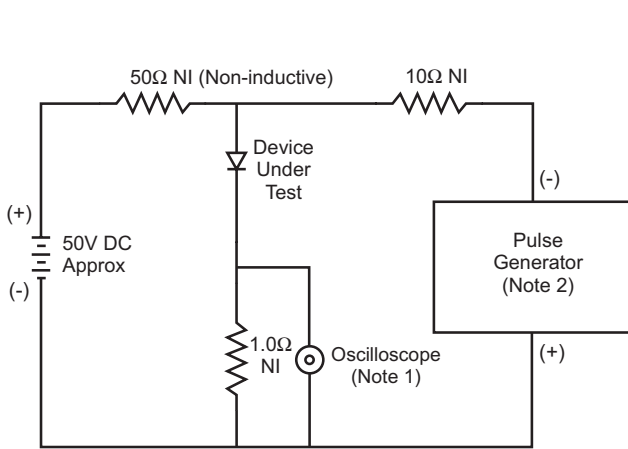 50Ω NI (Non-inductive)
10Ω NI
Device
Under
Test
(+)
50V DC
Approx
(-)
(-)
Pulse
Generator
(Note 2)
(+)
1.0Ω
NI
Oscilloscope
(Note 1)